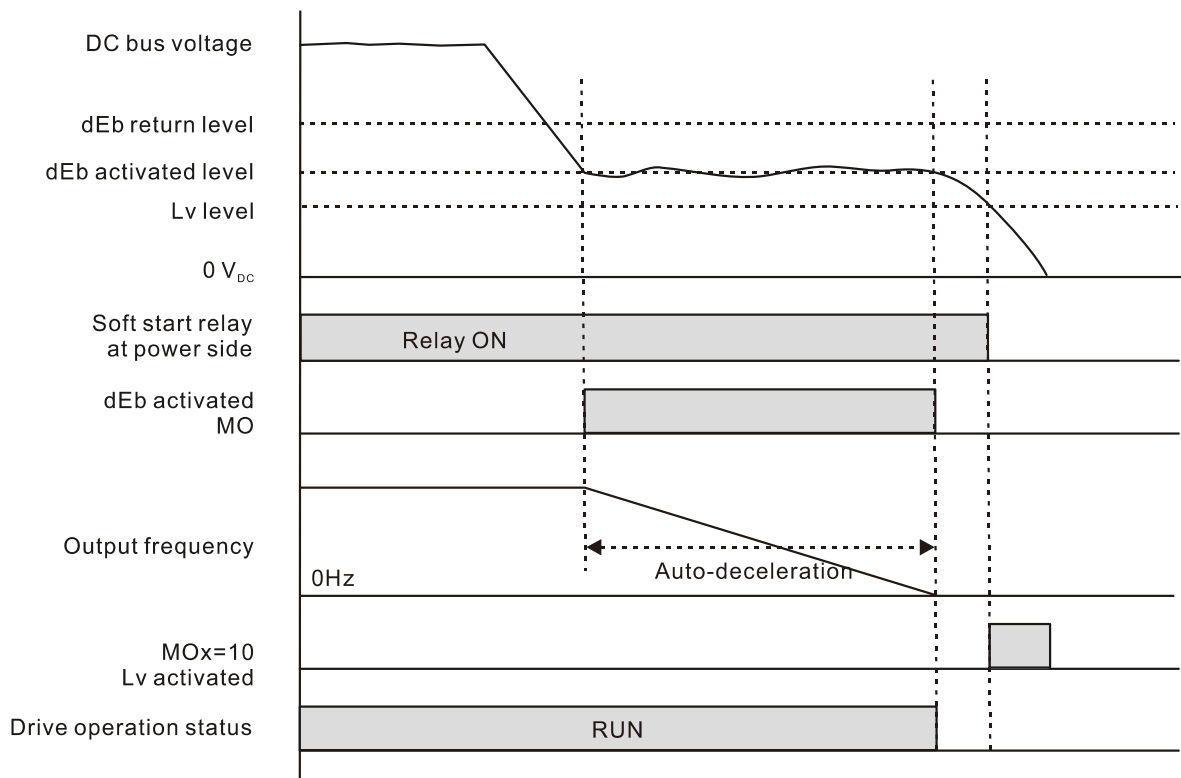 DC bus voltage
dEb return level
dEb activated level
Lv level
0 VDC
Soft start relay
at power side
Relay ON
dEb activated
MO
Output frequency
Auto-deceleration
0Hz
MOx=10
Lv activated
Drive operation status
RUN